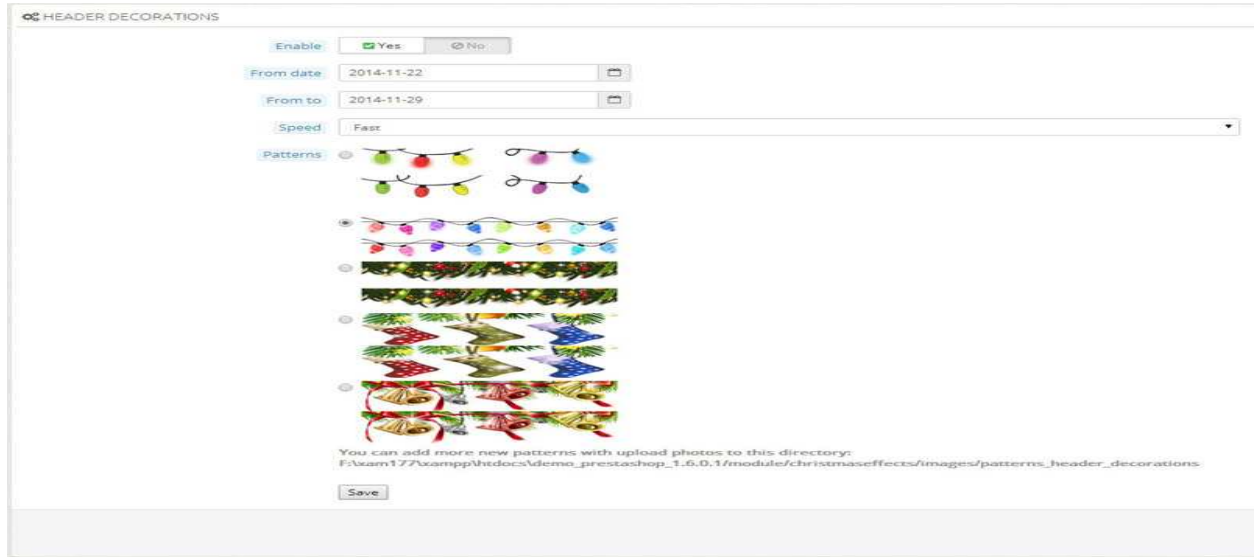 HEADER DECORATIONS
Enable Yes No
From date 2014-11-22
From to 2014-11-29
Speed Fast
Patterns
You can add more new patterns with upload photos to this directory:
F:\xam177\xampp\htdocs\demo_prestashop_1.6.0.1/module/christmaseffects/images/patterns_header_decorations
Save